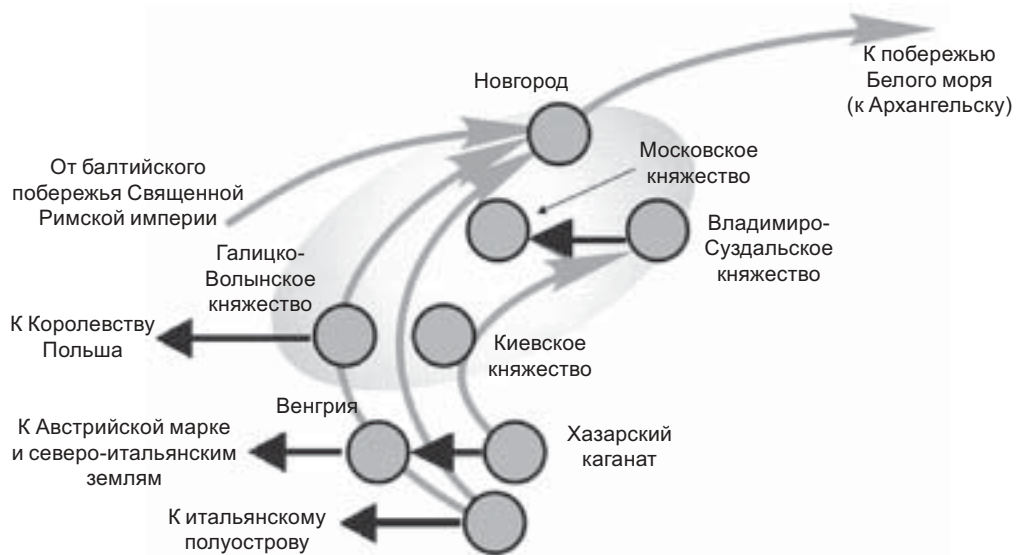 К побережью
Белого моря
(к Архангельску)
Новгород
Московское
княжество
От балтийского
побережья Священной
Римской империи
Владимиро-
Суздальское
княжество
Галицко-
Волынское
княжество
К Королевству
Польша
Киевское
княжество
Венгрия
К Австрийской марке
и северо-итальянским
землям
Хазарский
каганат
К итальянскому
полуострову